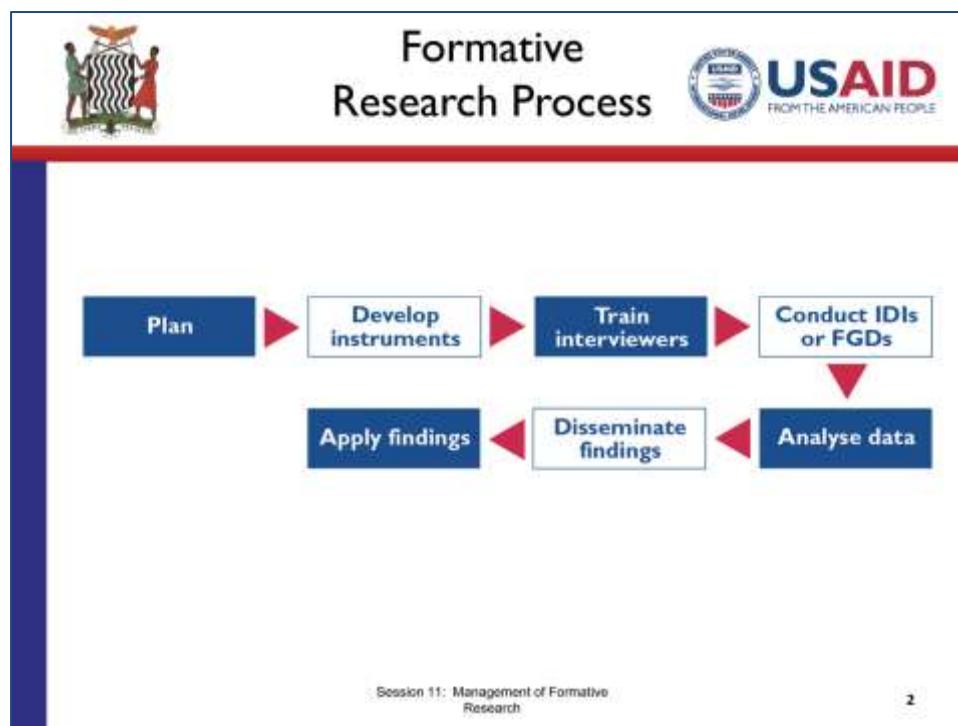 Formative
Research Process
USAID
USAID
FROM THE AMERICAN PEOPLE
Plan
Develop
instruments
Train
interviewers
Conduct IDIs
or FGDs
Analyse data
Disseminate
findings
Apply findings
Session 11: Management of Formative
Research
2